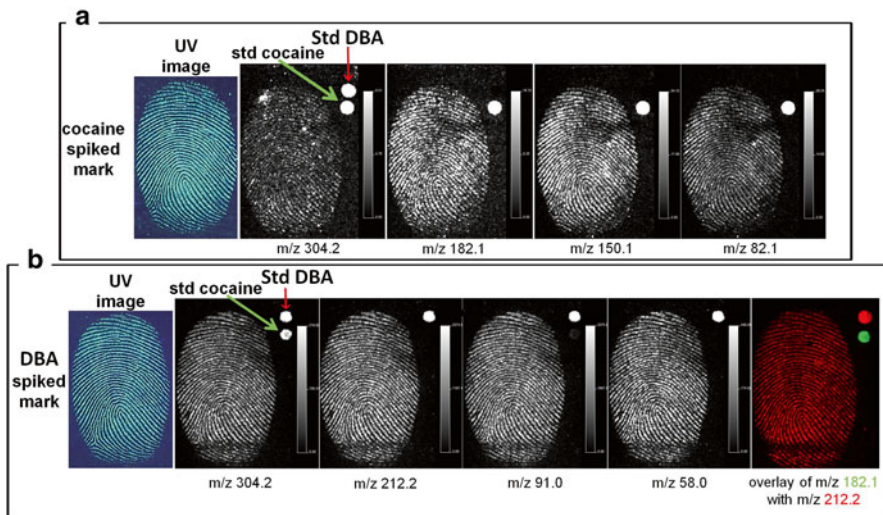 a
UV
image
std cocaine
Std DBA
cocaine
spiked
mark
m/z 304.2
m/z 182.1
m/z 150.1
m/z 82.1
b
UV
image
std cocaine
Std DBA
DBA
spiked
mark
m/z 304.2
m/z 212.2
m/z 91.0
m/z 58.0
overlay of m/z 182.1
with m/z 212.2